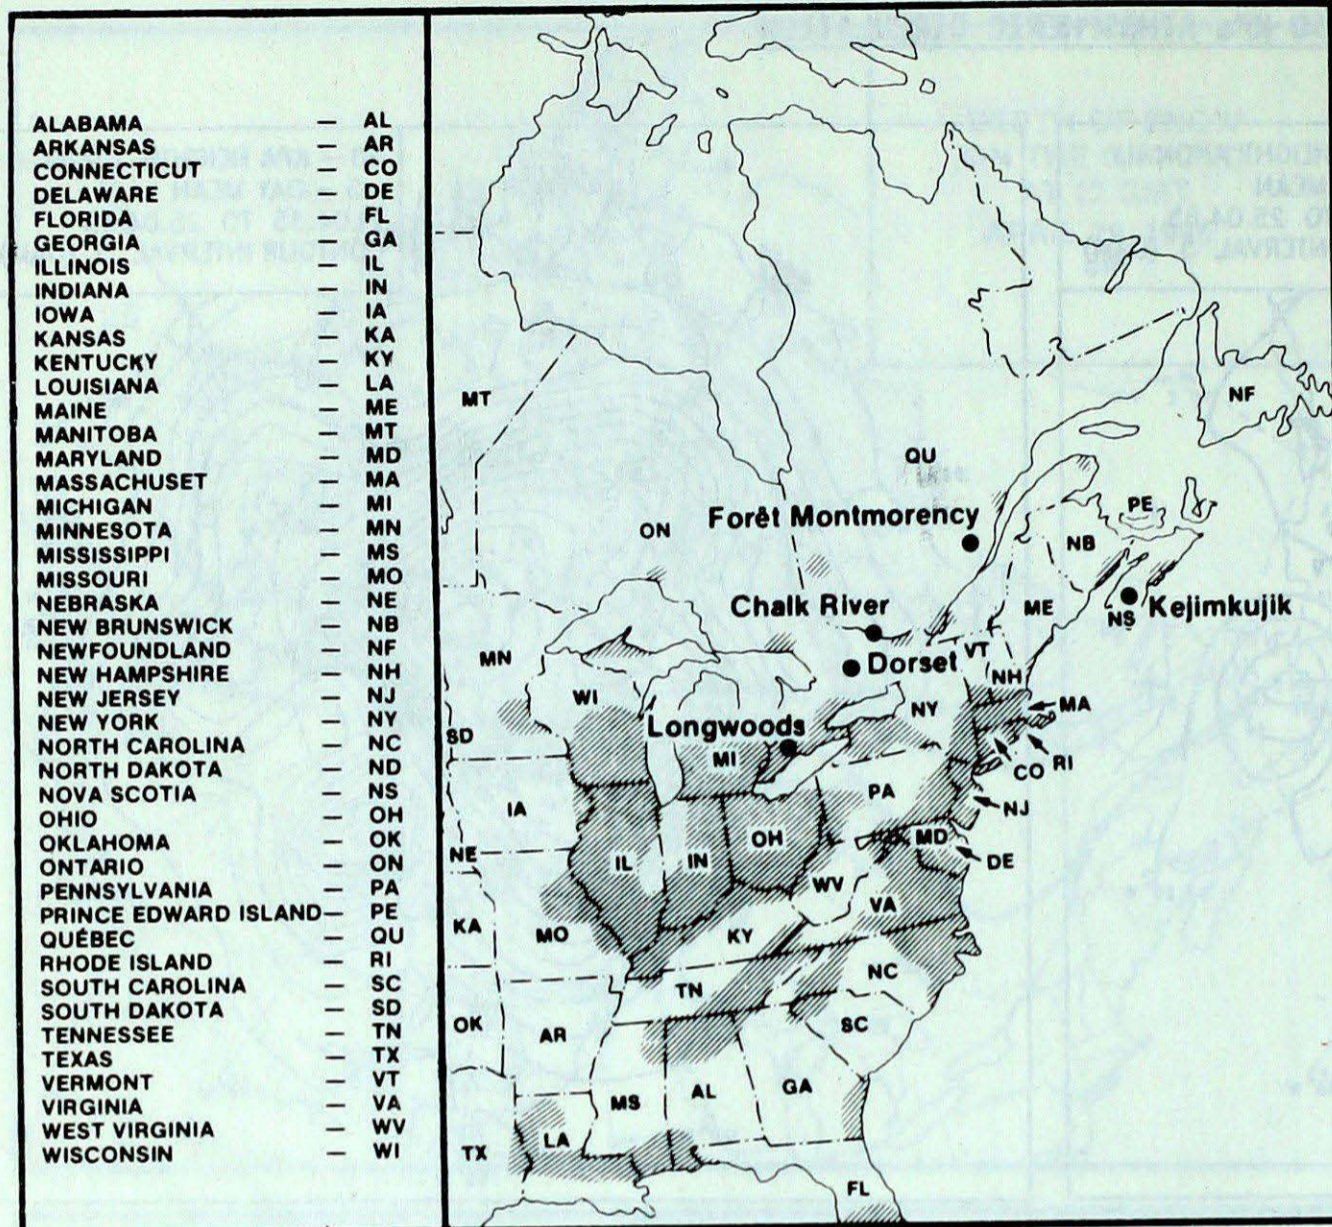 ALABAMA — AL
ARKANSAS — AR
CONNECTICUT — CO
DELAWARE — DE
FLORIDA — FL
GEORGIA — GA
ILLINOIS — IL
INDIANA — IN
IOWA — IA
KANSAS — KA
KENTUCKY — KY
LOUISIANA — LA
MAINE — ME
MANITOBA — MT
MARYLAND — MD
MASSACHUSET — MA
MICHIGAN — MI
MINNESOTA — MN
MISSISSIPPI — MS
MISSOURI — MO
NEBRASKA — NE
NEW BRUNSWICK — NB
NEWFOUNDLAND — NF
NEW HAMPSHIRE — NH
NEW JERSEY — NJ
NEW YORK — NY
NORTH CAROLINA — NC
NORTH DAKOTA — ND
NOVA SCOTIA — NS
OHIO — OH
OKLAHOMA — OK
ONTARIO — ON
PENNSYLVANIA — PA
PRINCE EDWARD ISLAND — PE
QUÉBEC — QU
RHODE ISLAND — RI
SOUTH CAROLINA — SC
SOUTH DAKOTA — SD
TENNESSEE — TN
TEXAS — TX
VERMONT — VT
VIRGINIA — VA
WEST VIRGINIA — WV
WISCONSIN — WI
MT
NF
QU
PE
Forêt Montmorency
ON
NB
Chalk River
ME
NS
Kejimkujik
MN
VT
Dorset
NH
WI
NY
MA
SD
Longwoods
MI
CO
RI
IA
PA
NJ
OH
MD
NE
IL
IN
DE
WV
VA
KA
MO
KY
NC
TN
OK
AR
SC
MS
AL
GA
LA
TX
FL